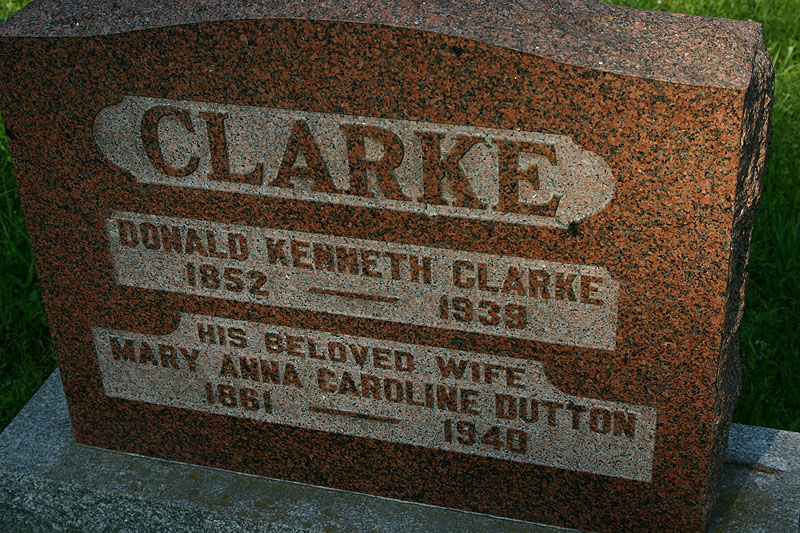 CLARKE
DONALD KENNETH CLARKE
1852 — 1939
HIS BELOVED WIFE
MARY ANNA CAROLINE DUTTON
1861 — 1940